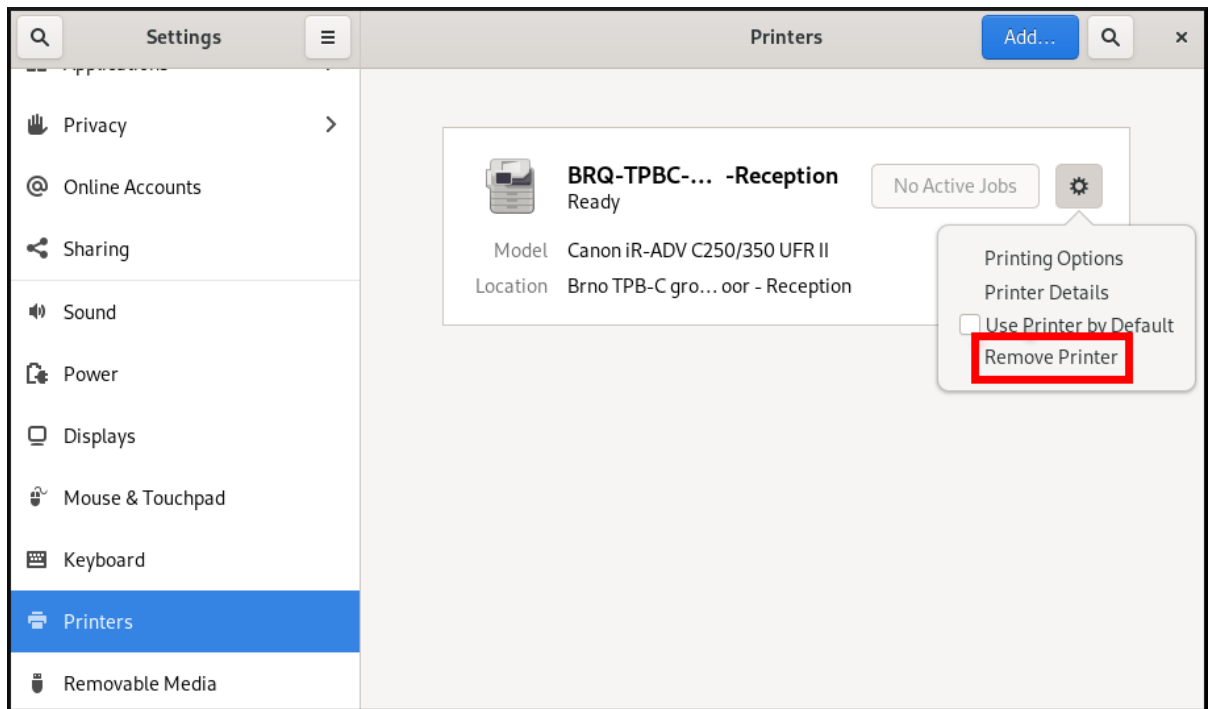 Settings
Printers
Add...
Applications
Privacy
Online Accounts
Sharing
Sound
Power
Displays
Mouse & Touchpad
Keyboard
Printers
Removable Media
BRQ-TPBC-... -Reception
Ready
No Active Jobs
Model Canon iR-ADV C250/350 UFR II
Location Brno TPB-C gro... oor - Reception
Printing Options
Printer Details
Use Printer by Default
Remove Printer